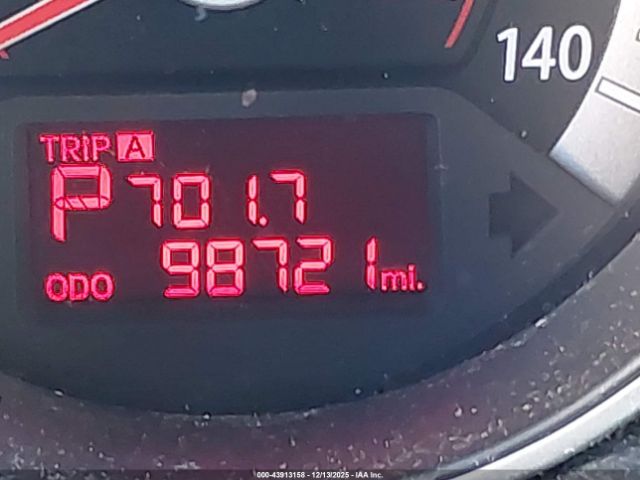 140
TRIP A
P 701.7
ODO 98721 mi.
000-43913158 - 12/13/2025 - IAA Inc.